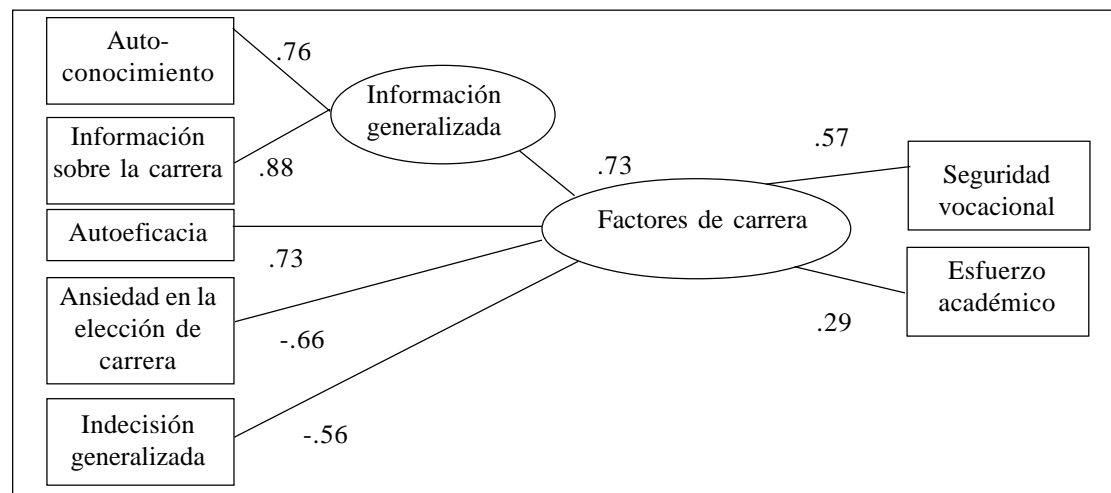 Auto-
conocimiento
.76
Información
generalizada
Información
sobre la carrera
.88
.73
.57
Seguridad
vocacional
Factores de carrera
Autoeficacia
.73
Ansiedad en la
elección de
carrera
-.66
Esfuerzo
académico
.29
Indecisión
generalizada
-.56